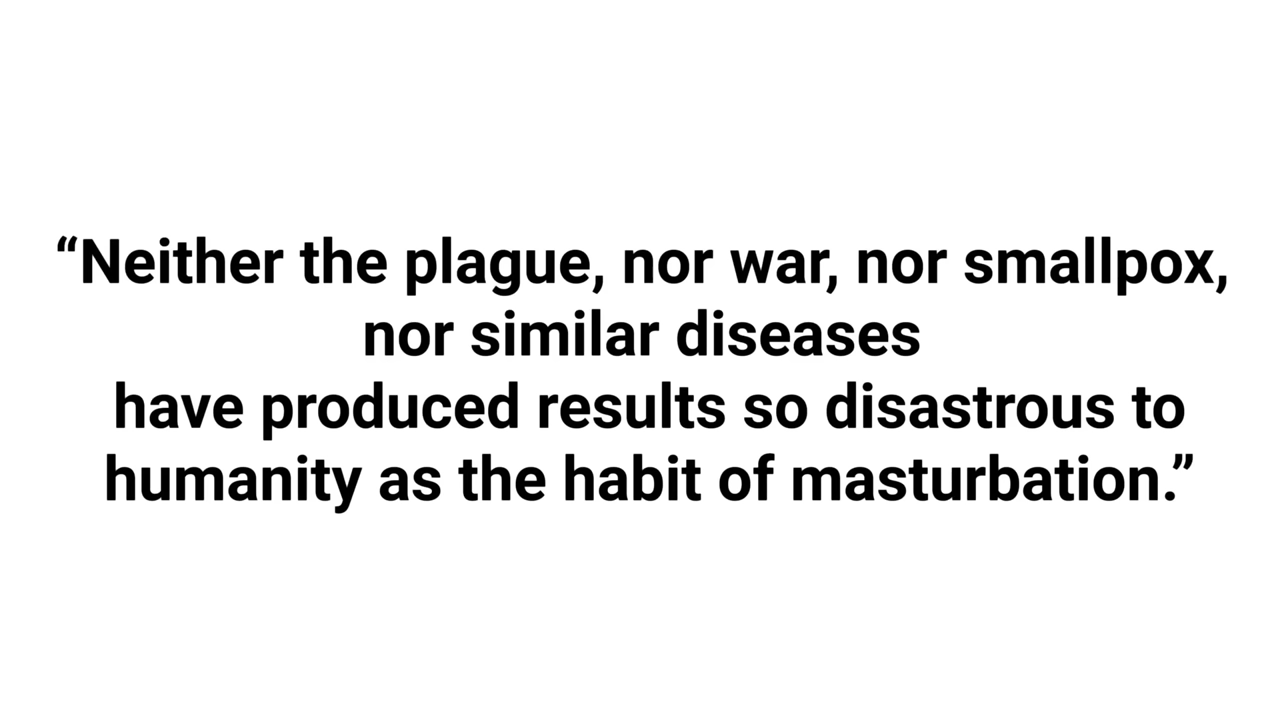 “Neither the plague, nor war, nor smallpox,
nor similar diseases
have produced results so disastrous to
humanity as the habit of masturbation.”